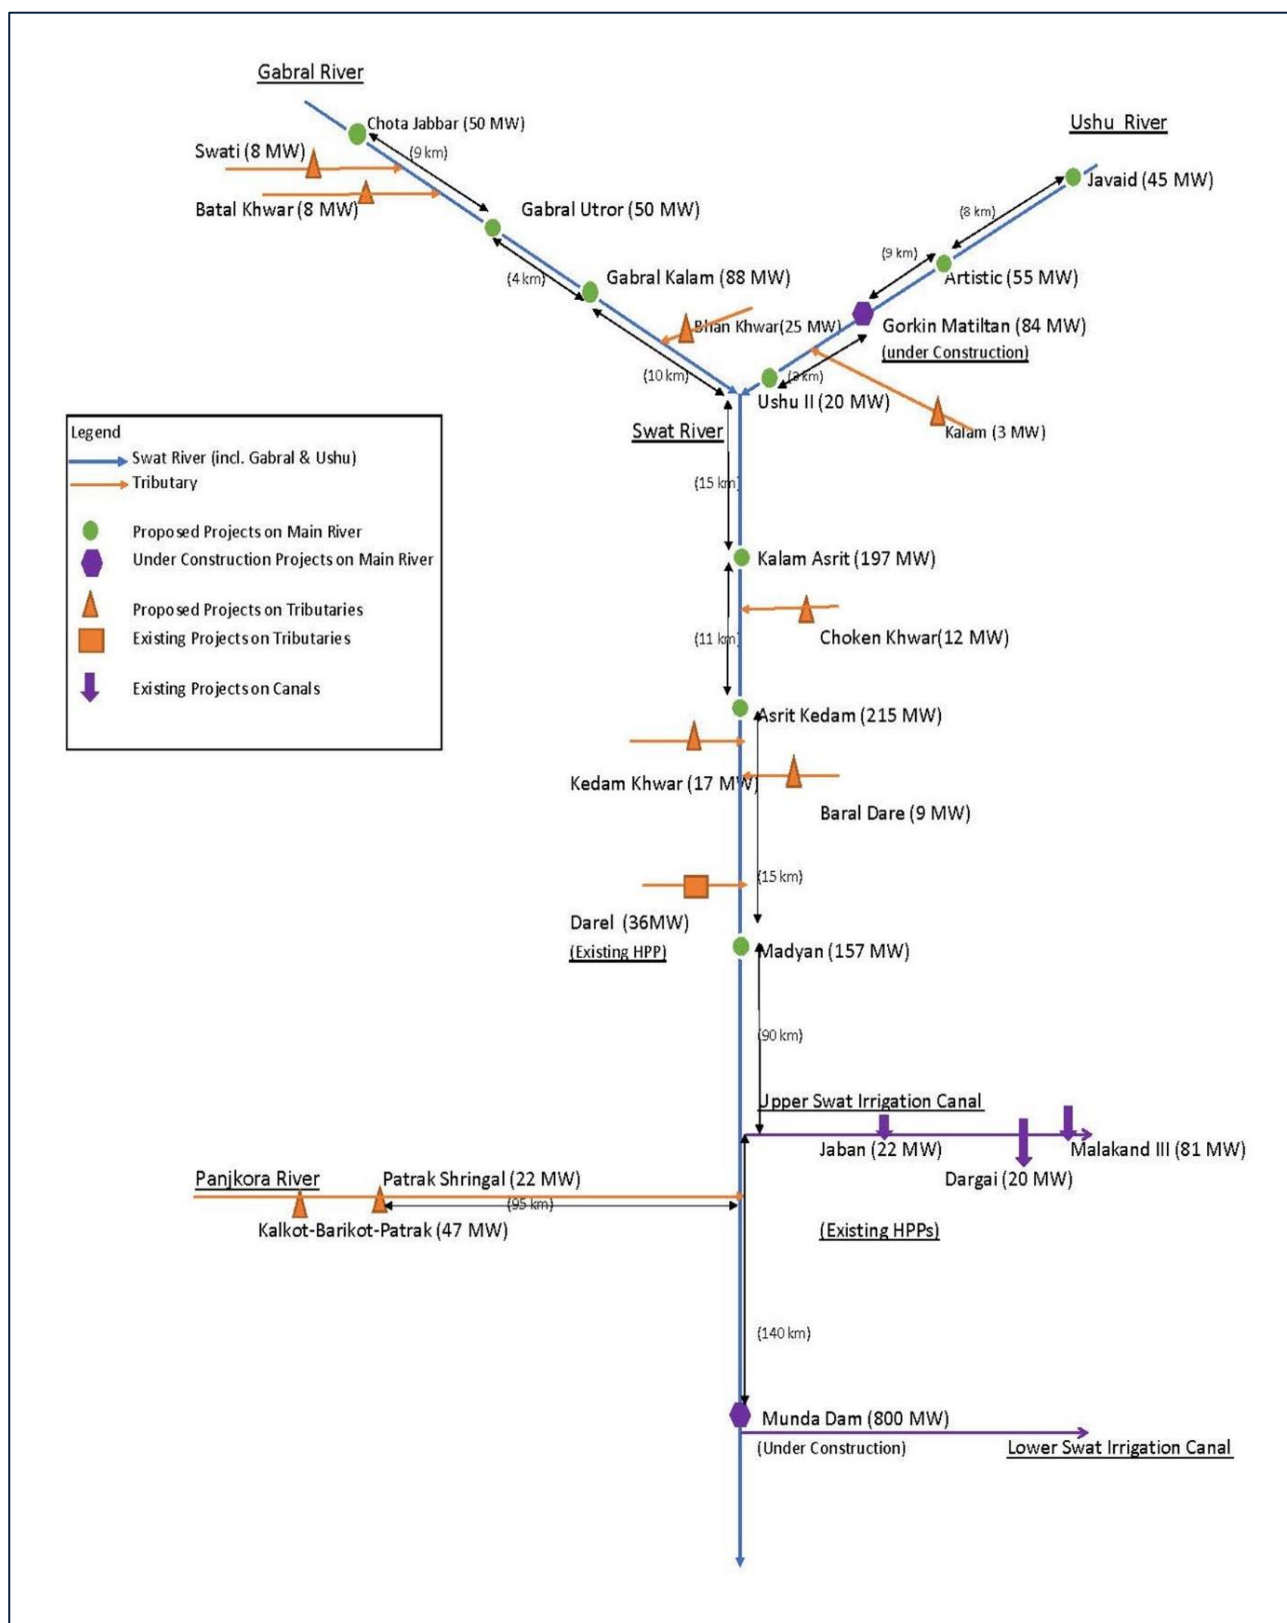 Gabral River
Chota Jabbar (50 MW)
Ushu River
Swati (8 MW)
(9 km)
Javaid (45 MW)
Batal Khwar (8 MW)
Gabral Utror (50 MW)
(8 km)
(9 km)
(4 km)
Gabral Kalam (88 MW)
Artistic (55 MW)
Bhan Khwar(25 MW)
Gorkin Matiltan (84 MW)
(under Construction)
(10 km)
(3 km)
Ushu II (20 MW)
Swat River
Kalam (3 MW)
Legend
Swat River (incl. Gabral & Ushu)
Tributary
Proposed Projects on Main River
Under Construction Projects on Main River
Proposed Projects on Tributaries
Existing Projects on Tributaries
Existing Projects on Canals
(15 km)
Kalam Asrit (197 MW)
(11 km)
Choken Khwar(12 MW)
Asrit Kedam (215 MW)
Kedam Khwar (17 MW)
Baral Dare (9 MW)
(15 km)
Darel (36MW)
(Existing HPP)
Madyan (157 MW)
(90 km)
Upper Swat Irrigation Canal
Jaban (22 MW)
Malakand III (81 MW)
Dargai (20 MW)
Panjkora River
Patrak Shringal (22 MW)
(95 km)
Kalkot-Barikot-Patrak (47 MW)
(Existing HPPs)
(140 km)
Munda Dam (800 MW)
(Under Construction)
Lower Swat Irrigation Canal